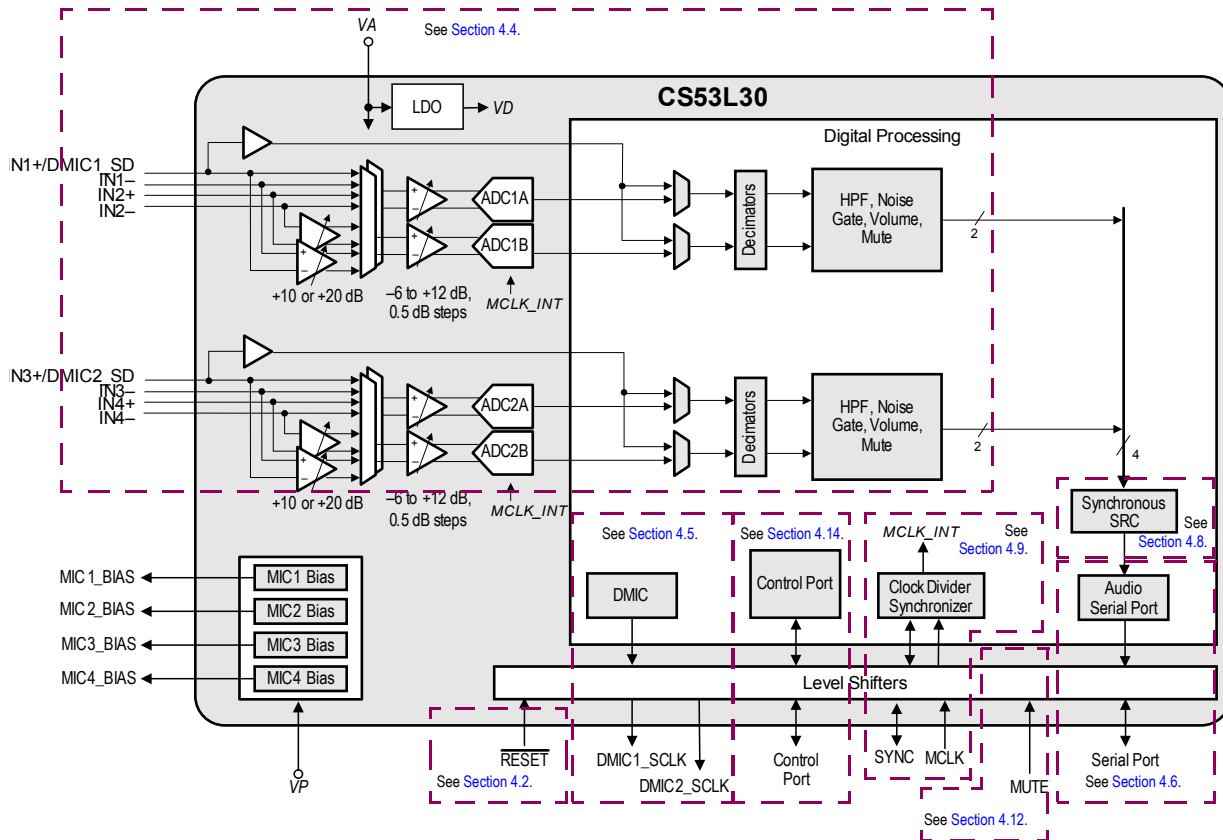 VA
See Section 4.4.
CS53L30
LDO
VD
Digital Processing
IN1+/DMIC1_SD
IN1–
IN2+
IN2–
ADC1A
ADC1B
Decimators
HPF, Noise
Gate, Volume,
Mute
2
+10 or +20 dB
–6 to +12 dB,
0.5 dB steps
MCLK_INT
IN3+/DMIC2_SD
IN3–
IN4+
IN4–
ADC2A
ADC2B
Decimators
HPF, Noise
Gate, Volume,
Mute
2
4
+10 or +20 dB
–6 to +12 dB,
0.5 dB steps
MCLK_INT
Synchronous
SRC
See
Section 4.8.
See Section 4.5.
See Section 4.14.
MCLK_INT
See
Section 4.9.
MIC1_BIAS
MIC2_BIAS
MIC3_BIAS
MIC4_BIAS
MIC1 Bias
MIC2 Bias
MIC3 Bias
MIC4 Bias
DMIC
Control Port
Clock Divider
Synchronizer
Audio
Serial Port
Level Shifters
VP
RESET
See Section 4.2.
DMIC1_SCLK
DMIC2_SCLK
Control
Port
SYNC
MCLK
MUTE
See Section 4.12.
Serial Port
See Section 4.6.